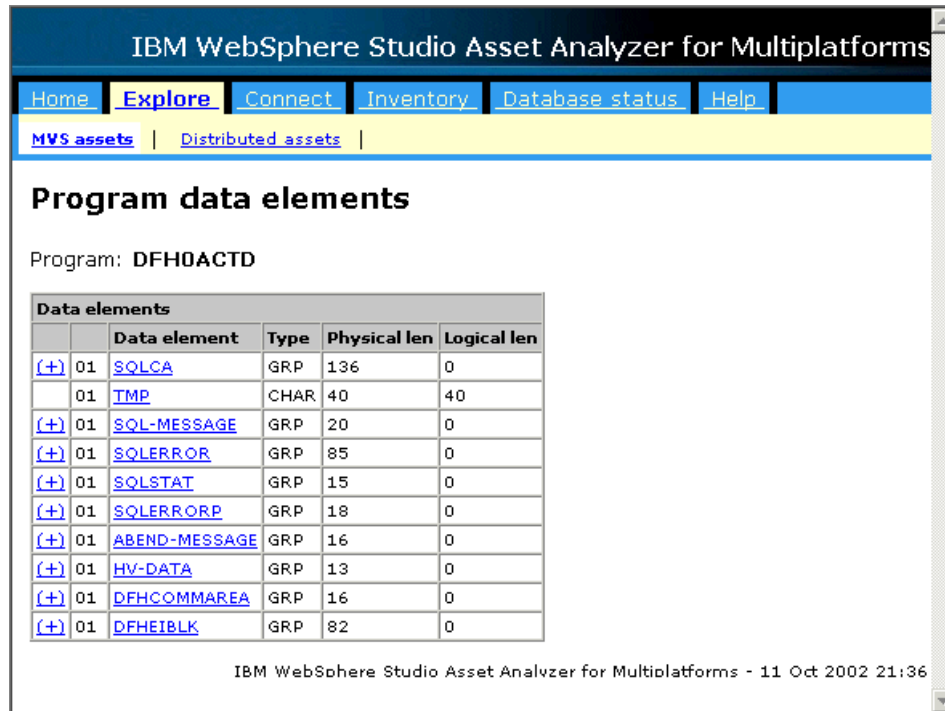 IBM WebSphere Studio Asset Analyzer for Multiplatforms
Home Explore Connect Inventory Database status Help
MVS assets | Distributed assets |
Program data elements
Program: DFH0ACTD
Data elements
Data element Type Physical len Logical len
(+) 01 SQLCA GRP 136 0
01 TMP CHAR 40 40
(+) 01 SQL-MESSAGE GRP 20 0
(+) 01 SQLERROR GRP 85 0
(+) 01 SQLSTAT GRP 15 0
(+) 01 SQLERRORP GRP 18 0
(+) 01 ABEND-MESSAGE GRP 16 0
(+) 01 HV-DATA GRP 13 0
(+) 01 DFHCOMMAREA GRP 16 0
(+) 01 DFHEIBLK GRP 82 0
IBM WebSphere Studio Asset Analyzer for Multiplatforms - 11 Oct 2002 21:36